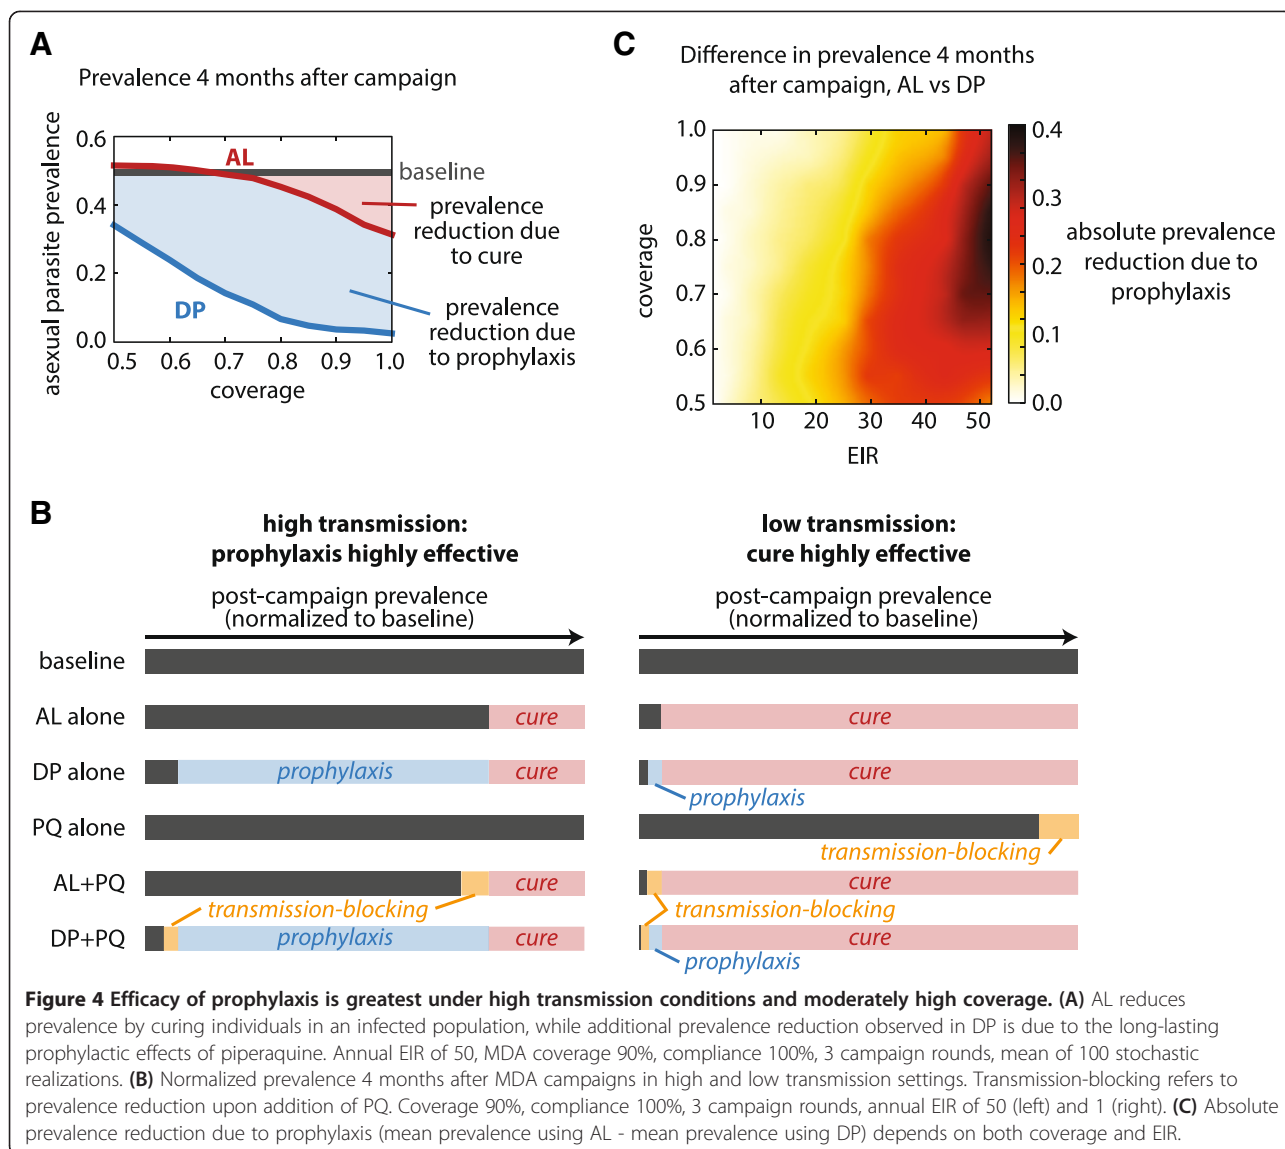 A
Prevalence 4 months after campaign
asexual parasite prevalence
0.6
0.4
0.2
0.0
AL
baseline
prevalence
reduction due
to cure
DP
prevalence
reduction due
to prophylaxis
0.5 0.6 0.7 0.8 0.9 1.0
coverage
C
Difference in prevalence 4 months
after campaign, AL vs DP
coverage
1.0
0.9
0.8
0.7
0.6
0.5
10 20 30 40 50
EIR
0.4
0.3
0.2
0.1
0.0
absolute prevalence
reduction due to
prophylaxis
B
high transmission:
prophylaxis highly effective
post-campaign prevalence
(normalized to baseline)
low transmission:
cure highly effective
post-campaign prevalence
(normalized to baseline)
baseline
AL alone
cure
cure
DP alone
prophylaxis
cure
cure
prophylaxis
PQ alone
transmission-blocking
AL+PQ
cure
cure
transmission-blocking
transmission-blocking
DP+PQ
prophylaxis
cure
cure
prophylaxis
Figure 4 Efficacy of prophylaxis is greatest under high transmission conditions and moderately high coverage. (A) AL reduces
prevalence by curing individuals in an infected population, while additional prevalence reduction observed in DP is due to the long-lasting
prophylactic effects of piperaquine. Annual EIR of 50, MDA coverage 90%, compliance 100%, 3 campaign rounds, mean of 100 stochastic
realizations. (B) Normalized prevalence 4 months after MDA campaigns in high and low transmission settings. Transmission-blocking refers to
prevalence reduction upon addition of PQ. Coverage 90%, compliance 100%, 3 campaign rounds, annual EIR of 50 (left) and 1 (right). (C) Absolute
prevalence reduction due to prophylaxis (mean prevalence using AL - mean prevalence using DP) depends on both coverage and EIR.